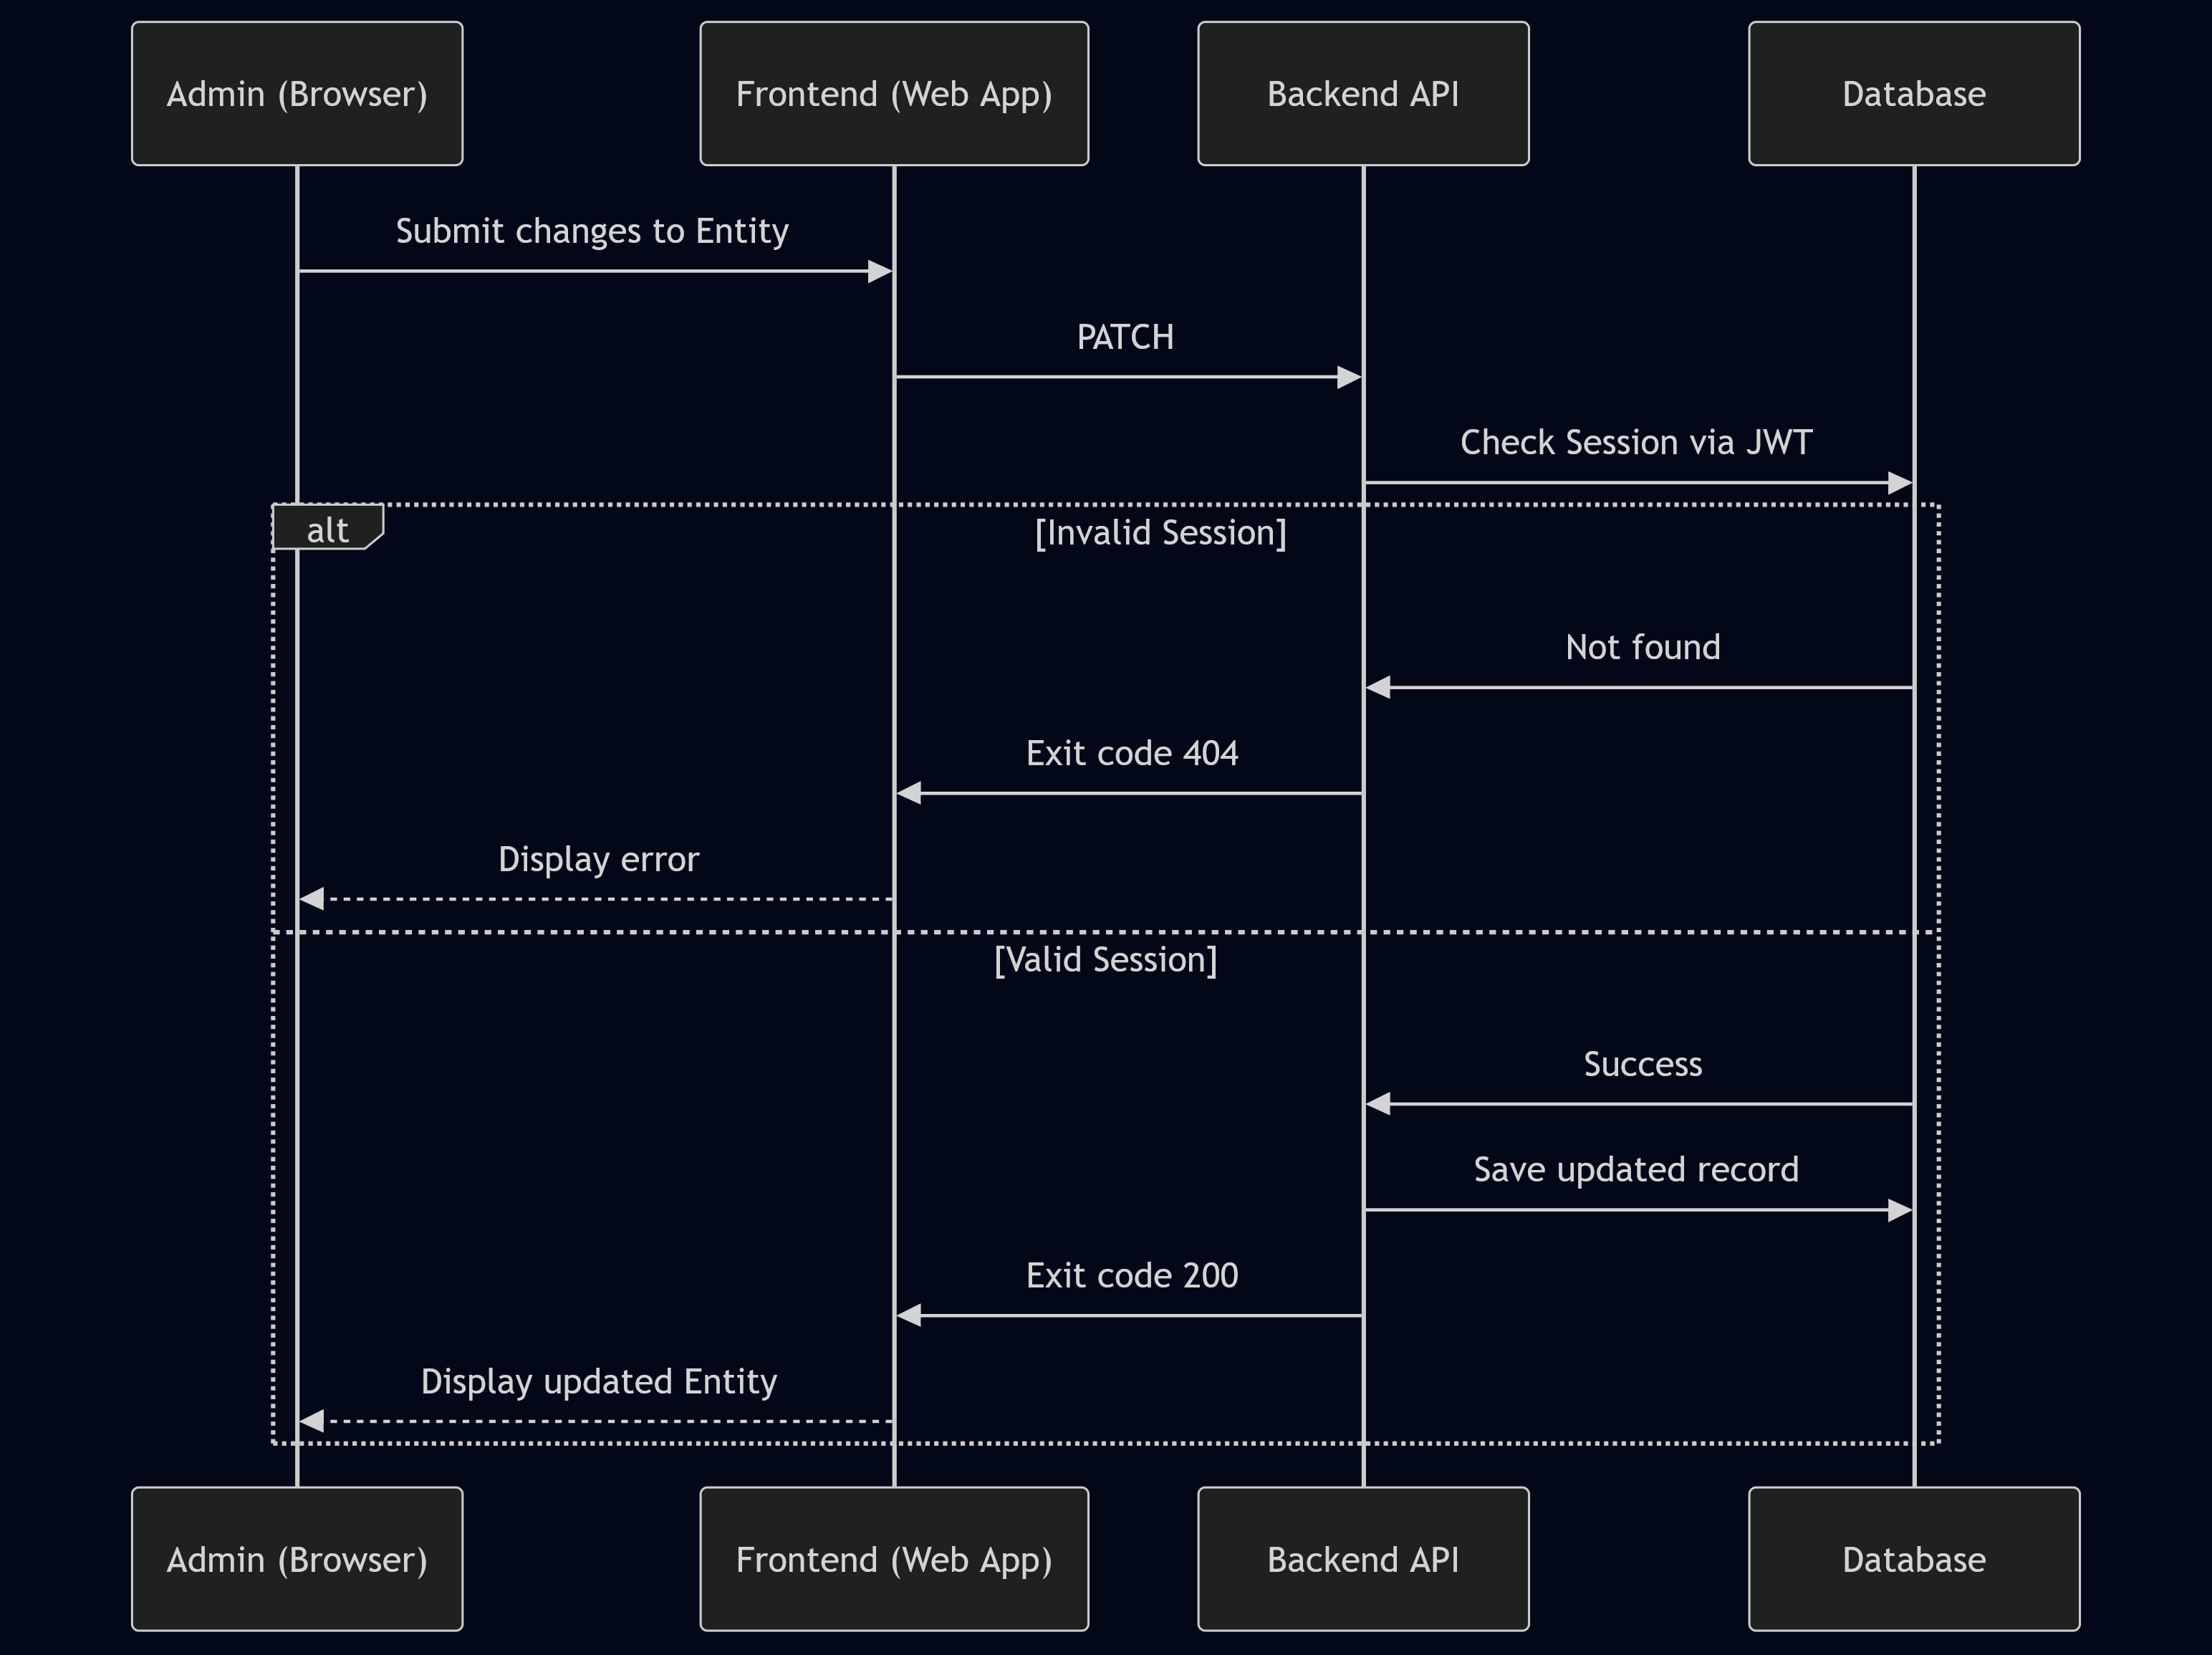 Admin (Browser)
Frontend (Web App)
Backend API
Database
Submit changes to Entity
PATCH
Check Session via JWT
alt
[Invalid Session]
Not found
Exit code 404
Display error
[Valid Session]
Success
Save updated record
Exit code 200
Display updated Entity
Admin (Browser)
Frontend (Web App)
Backend API
Database